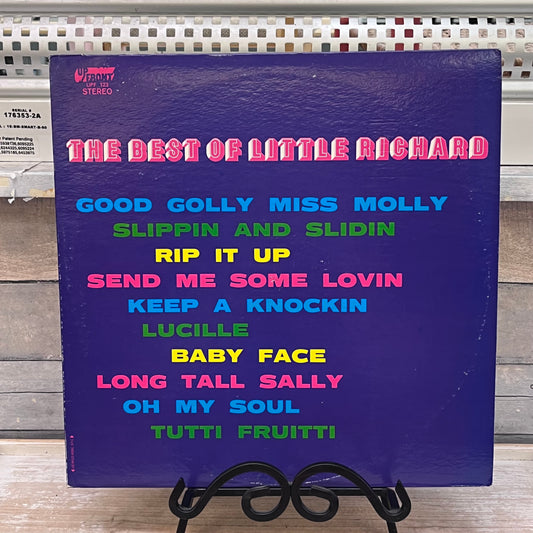 UP
FRONT
UPF 123
STEREO
THE BEST OF LITTLE RICHARD
GOOD GOLLY MISS MOLLY
SLIPPIN AND SLIDIN
RIP IT UP
SEND ME SOME LOVIN
KEEP A KNOCKIN
LUCILLE
BABY FACE
LONG TALL SALLY
OH MY SOUL
TUTTI FRUITTI
SERIAL #
176353-2A